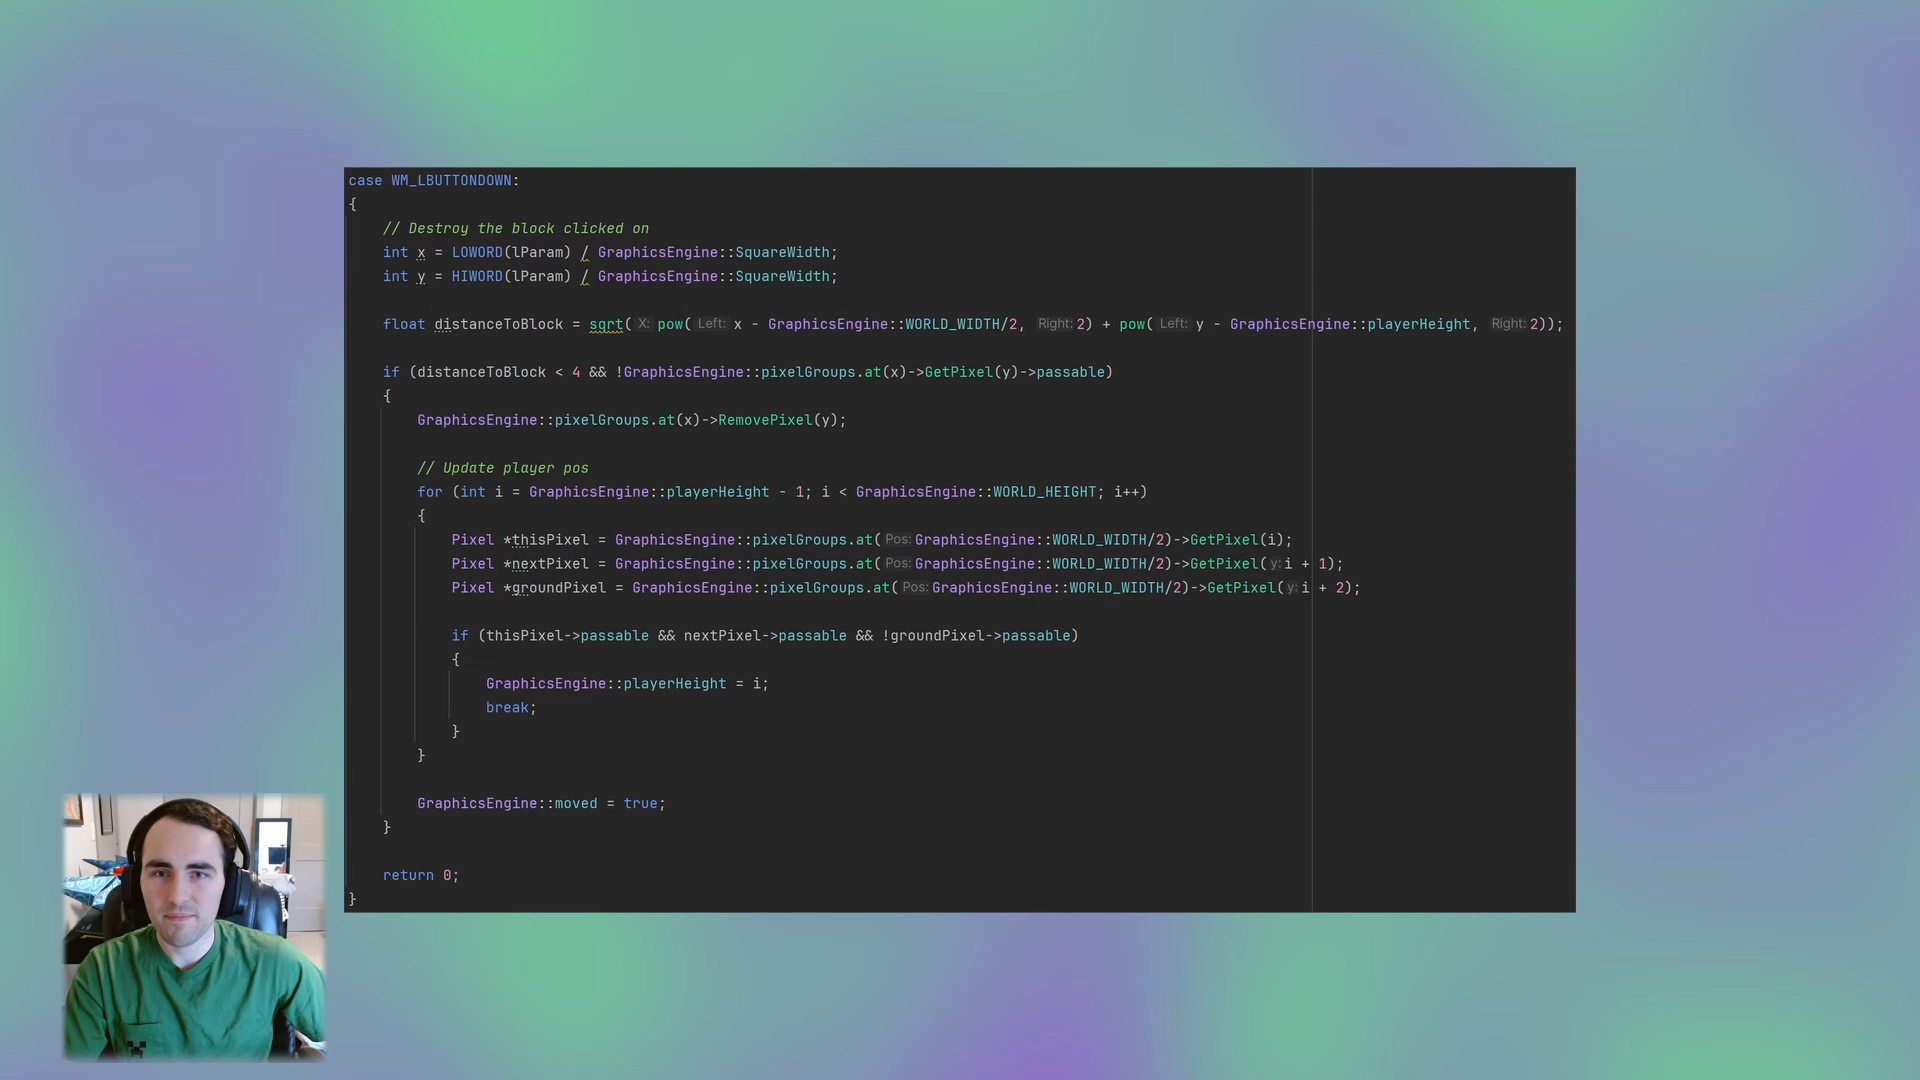 case WM_LBUTTONDOWN:
{
// Destroy the block clicked on
int x = LOWORD(lParam) / GraphicsEngine::SquareWidth;
int y = HIWORD(lParam) / GraphicsEngine::SquareWidth;
float distanceToBlock = sqrt( X: pow( Left: x - GraphicsEngine::WORLD_WIDTH/2, Right: 2) + pow( Left: y - GraphicsEngine::playerHeight, Right: 2));
if (distanceToBlock < 4 && !GraphicsEngine::pixelGroups.at(x)->GetPixel(y)->passable)
{
GraphicsEngine::pixelGroups.at(x)->RemovePixel(y);
// Update player pos
for (int i = GraphicsEngine::playerHeight - 1; i < GraphicsEngine::WORLD_HEIGHT; i++)
{
Pixel *thisPixel = GraphicsEngine::pixelGroups.at( Pos: GraphicsEngine::WORLD_WIDTH/2)->GetPixel(i);
Pixel *nextPixel = GraphicsEngine::pixelGroups.at( Pos: GraphicsEngine::WORLD_WIDTH/2)->GetPixel( y: i + 1);
Pixel *groundPixel = GraphicsEngine::pixelGroups.at( Pos: GraphicsEngine::WORLD_WIDTH/2)->GetPixel( y: i + 2);
if (thisPixel->passable && nextPixel->passable && !groundPixel->passable)
{
GraphicsEngine::playerHeight = i;
break;
}
}
GraphicsEngine::moved = true;
}
return 0;
}